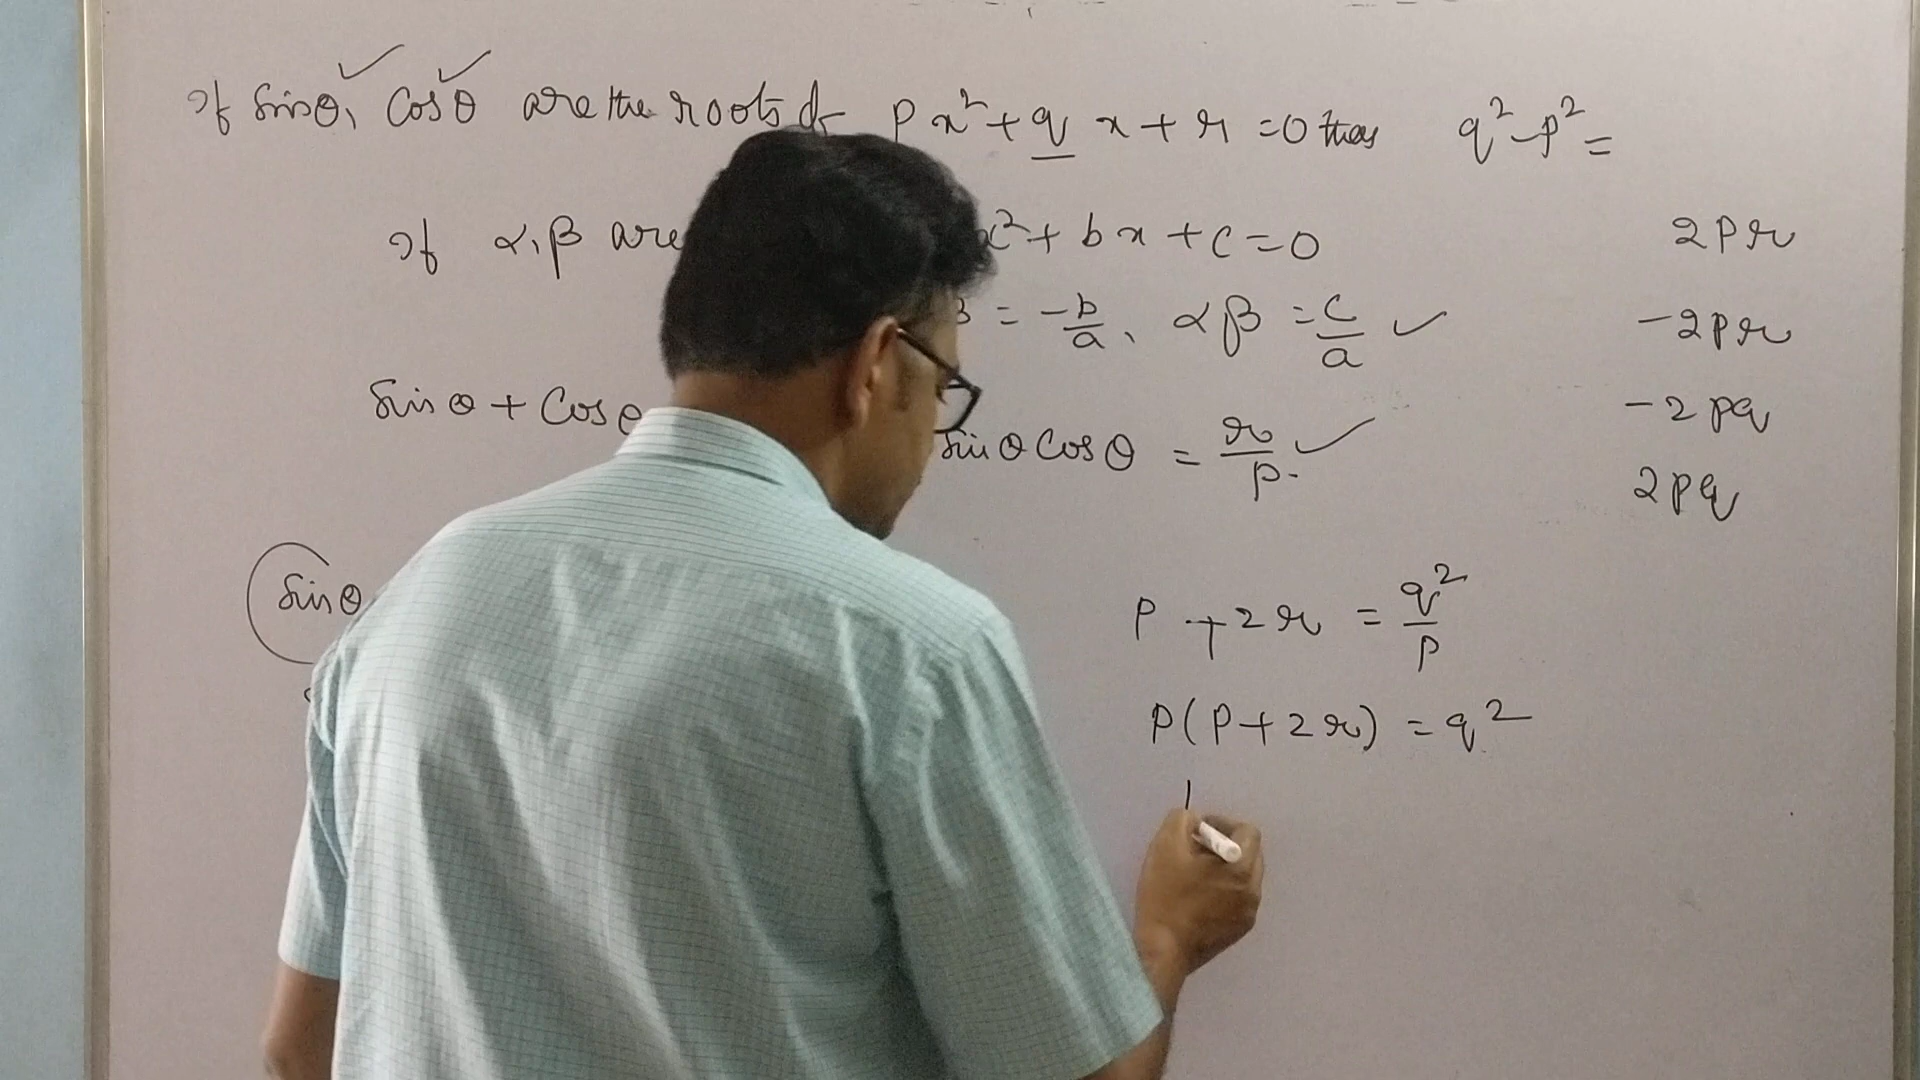 If Sinθ, Cosθ are the roots of px²+qx+r=0 then q²-p²=
If α,β are x²+bx+c=0
2pr
β = -b/a, αβ = c/a ✓
-2pr
Sinθ + Cosθ Sinθ Cosθ = r/p. ✓
-2pq
2pq
Sinθ
p + 2r = q²/p
p(p+2r) = q²